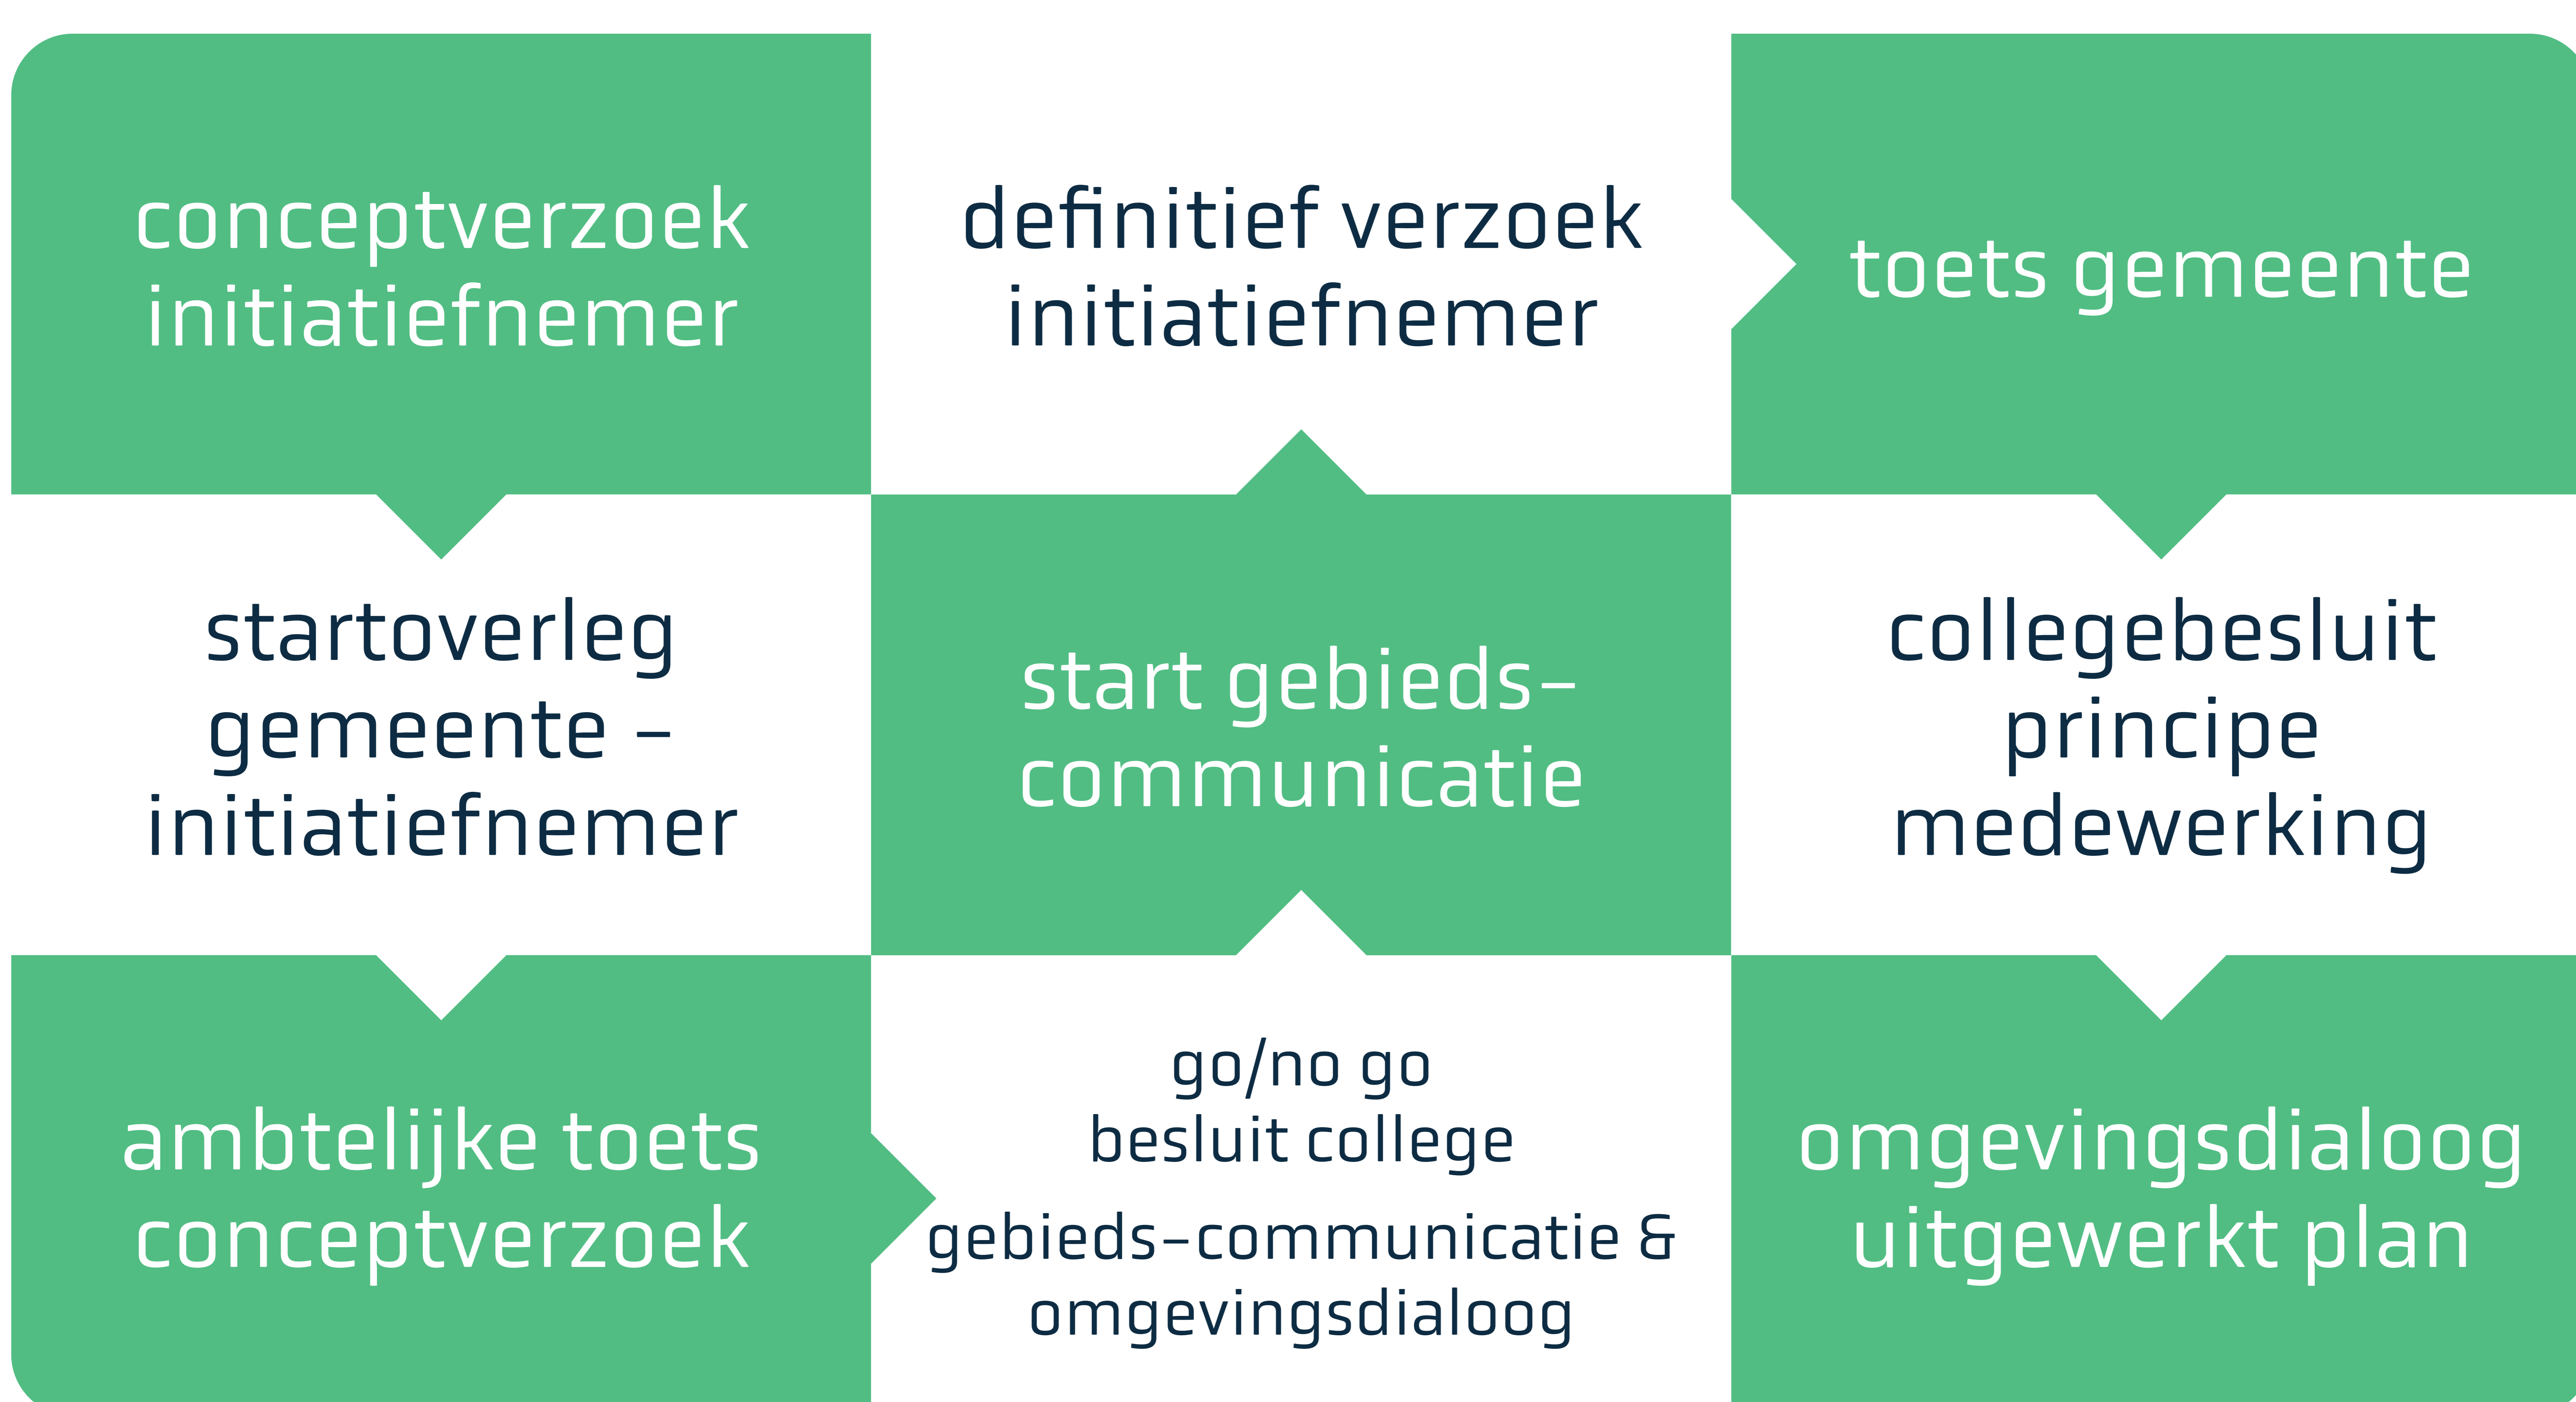 conceptverzoek
initiatiefnemer
definitief verzoek
initiatiefnemer
toets gemeente
startoverleg
gemeente –
initiatiefnemer
start gebieds–
communicatie
collegebesluit
principe
medewerking
ambtelijke toets
conceptverzoek
go/no go
besluit college
gebieds–communicatie &
omgevingsdialoog
omgevingsdialoog
uitgewerkt plan